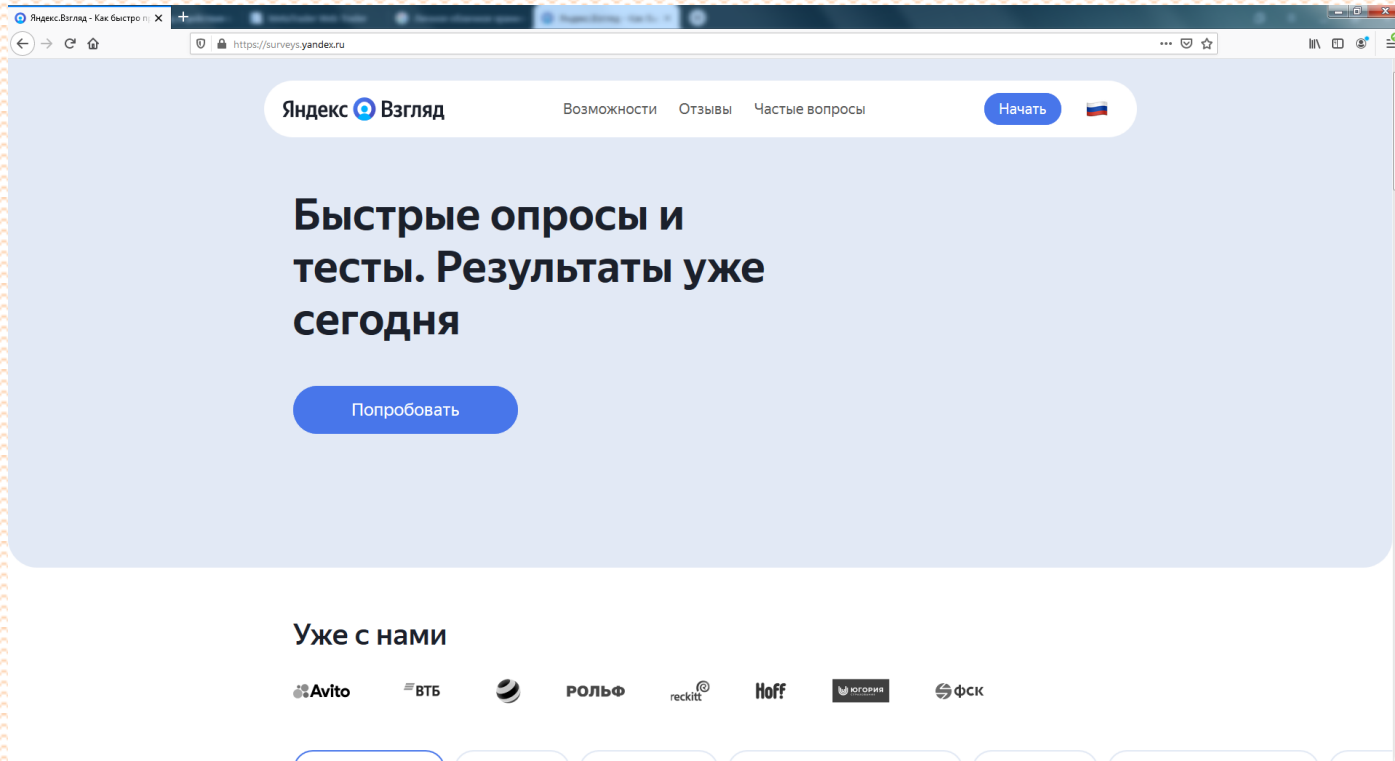 Яндекс.Взгляд - Как быстро п
https://surveys.yandex.ru
Яндекс Взгляд
Возможности Отзывы Частые вопросы Начать
Быстрые опросы и
тесты. Результаты уже
сегодня
Попробовать
Уже с нами
Avito ВТБ РОЛЬФ reckitt Hoff ЮГОРИЯ ФСК